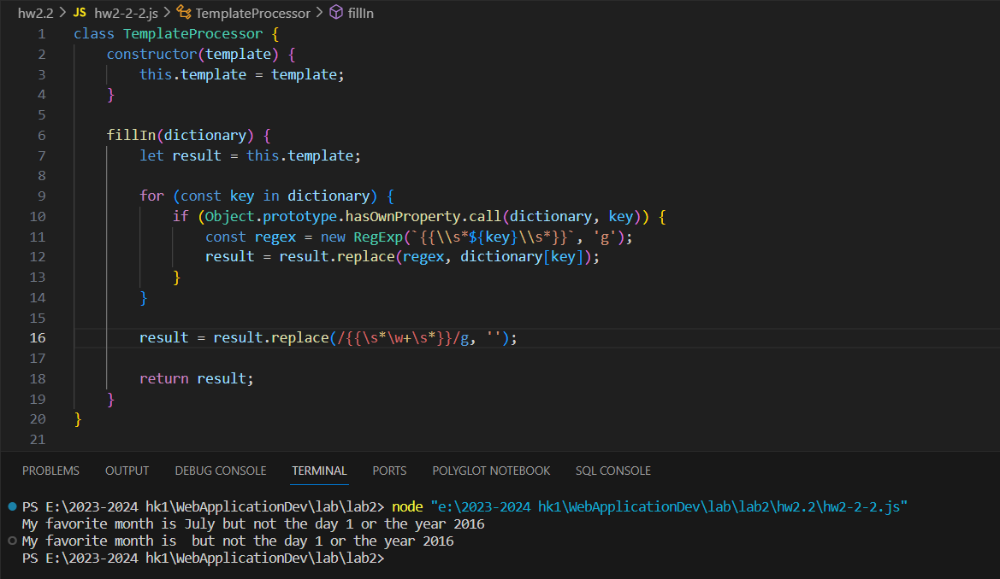 hw2.2 > JS hw2-2-2.js > TemplateProcessor > fillIn
1 class TemplateProcessor {
2     constructor(template) {
3         this.template = template;
4     }
5
6     fillIn(dictionary) {
7         let result = this.template;
8
9         for (const key in dictionary) {
10             if (Object.prototype.hasOwnProperty.call(dictionary, key)) {
11                 const regex = new RegExp(`{{\\s*${key}\\s*}}`, 'g');
12                 result = result.replace(regex, dictionary[key]);
13             }
14         }
15
16         result = result.replace(/{{\s*\w+\s*}}/g, '');
17
18         return result;
19     }
20 }
21
PROBLEMS OUTPUT DEBUG CONSOLE TERMINAL PORTS POLYGLOT NOTEBOOK SQL CONSOLE
PS E:\2023-2024 hk1\WebApplicationDev\lab\lab2> node "e:\2023-2024 hk1\WebApplicationDev\lab\lab2\hw2.2\hw2-2-2.js"
My favorite month is July but not the day 1 or the year 2016
My favorite month is  but not the day 1 or the year 2016
PS E:\2023-2024 hk1\WebApplicationDev\lab\lab2>